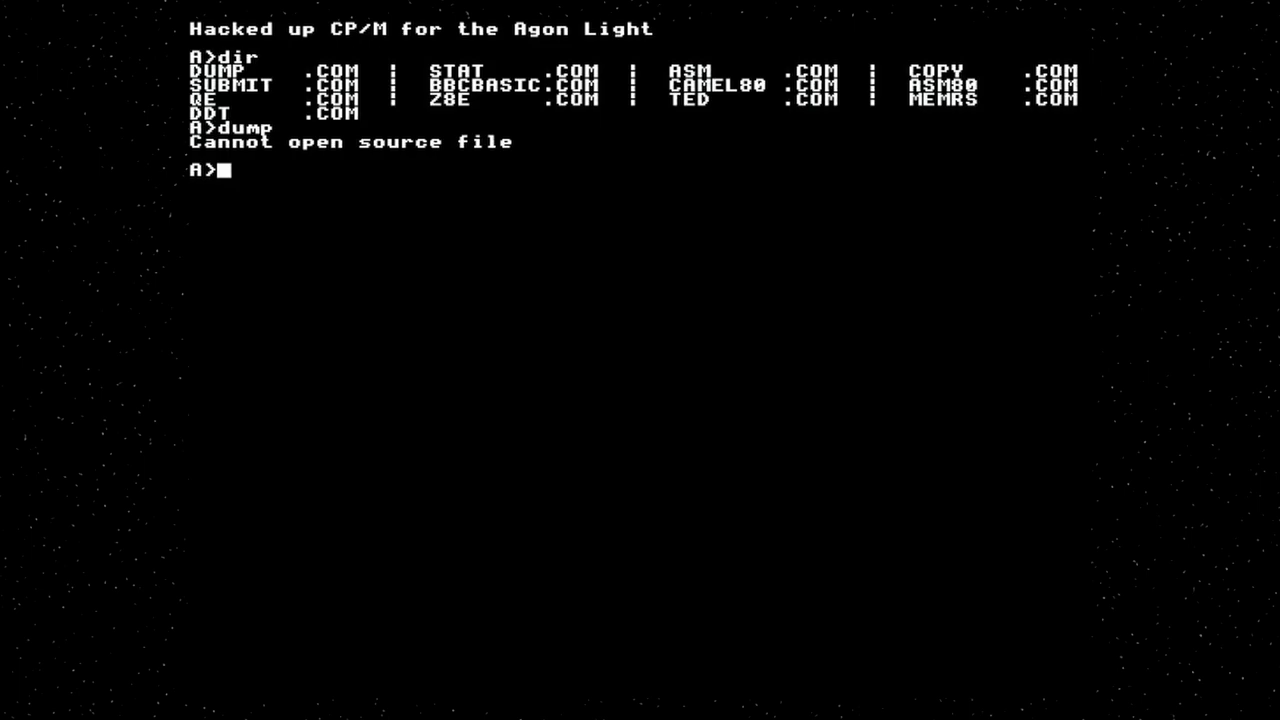 Hacked up CP/M for the Agon Light
A>dir
DUMP .COM | STAT .COM | ASM .COM | COPY .COM
SUBMIT .COM | BBCBASIC.COM | CAMEL80 .COM | ASM80 .COM
QE .COM | Z8E .COM | TED .COM | MEMRS .COM
DDT .COM
A>dump
Cannot open source file
A>